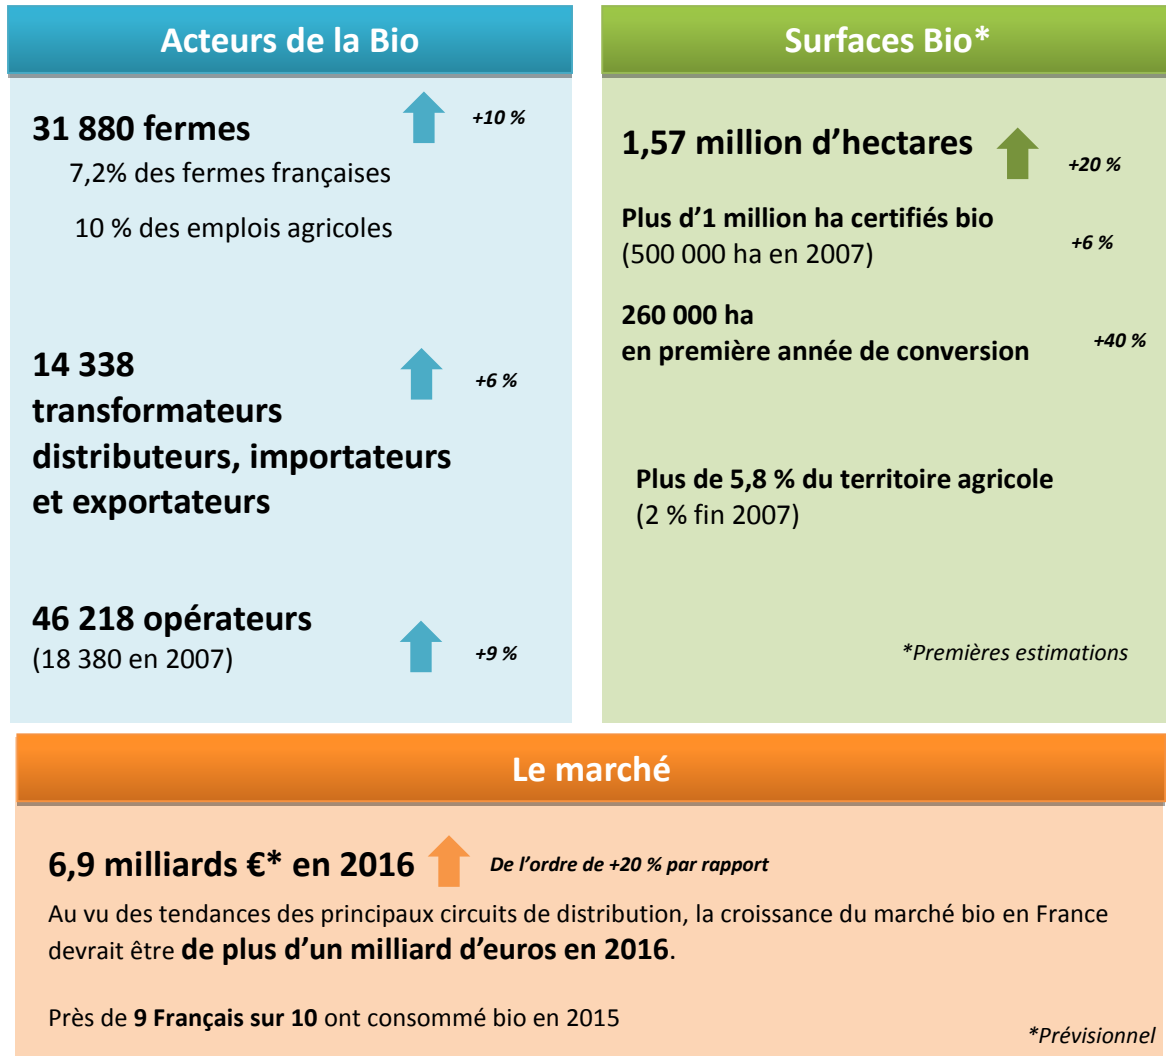 Acteurs de la Bio
31 880 fermes
+10 %
7,2% des fermes françaises
10 % des emplois agricoles
14 338
+6 %
transformateurs
distributeurs, importateurs
et exportateurs
46 218 opérateurs
(18 380 en 2007)
+9 %
Surfaces Bio*
1,57 million d’hectares
+20 %
Plus d’1 million ha certifiés bio
(500 000 ha en 2007)
+6 %
260 000 ha
en première année de conversion
+40 %
Plus de 5,8 % du territoire agricole
(2 % fin 2007)
*Premières estimations
Le marché
6,9 milliards €* en 2016
De l’ordre de +20 % par rapport
Au vu des tendances des principaux circuits de distribution, la croissance du marché bio en France
devrait être de plus d’un milliard d’euros en 2016.
Près de 9 Français sur 10 ont consommé bio en 2015
*Prévisionnel